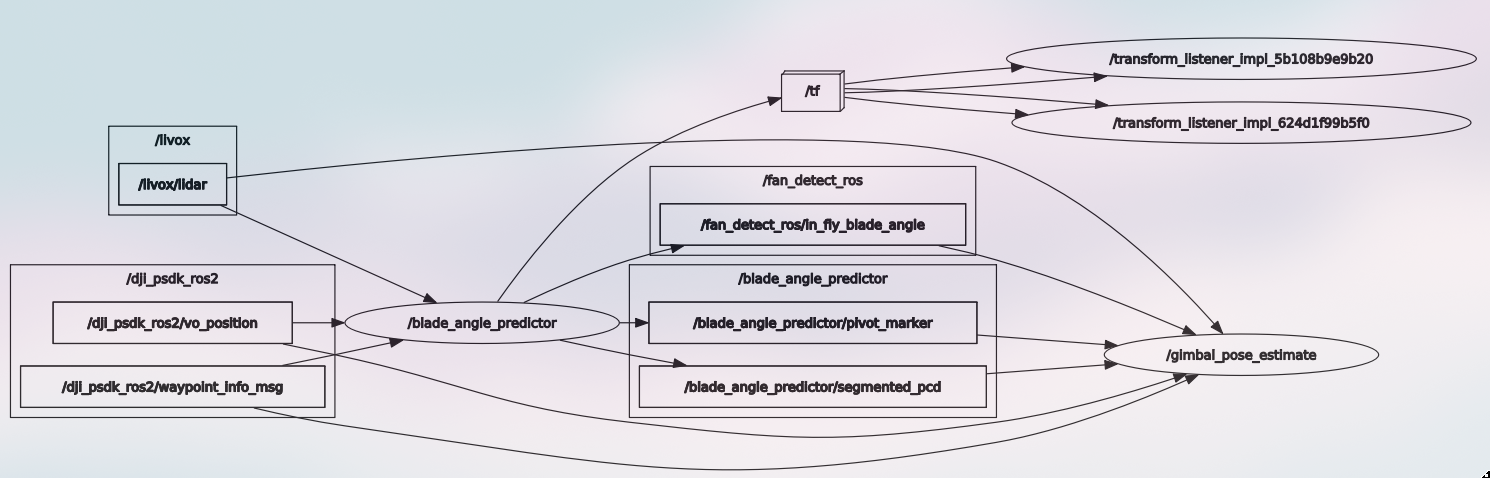 /transform_listener_impl_5b108b9e9b20
/tf
/transform_listener_impl_624d1f99b5f0
/livox
/livox/lidar
/fan_detect_ros
/fan_detect_ros/in_fly_blade_angle
/dji_psdk_ros2
/blade_angle_predictor
/dji_psdk_ros2/vo_position
/blade_angle_predictor
/blade_angle_predictor/pivot_marker
/gimbal_pose_estimate
/dji_psdk_ros2/waypoint_info_msg
/blade_angle_predictor/segmented_pcd